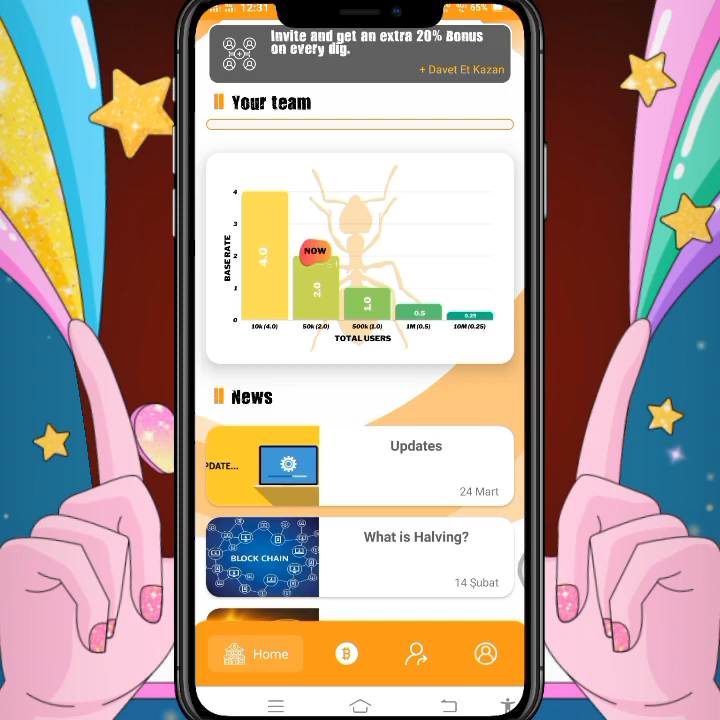 12:31
65%
Invite and get an extra 20% Bonus
on every dig.
+ Davet Et Kazan
Your team
4
3
2
1
0
BASE RATE
4.0
NOW
2.0
1.0
0.5
0.25
10k (4.0)
50k (2.0)
500k (1.0)
1M (0.5)
10M (0.25)
TOTAL USERS
News
PDATE...
Updates
24 Mart
BLOCK CHAIN
What is Halving?
14 Şubat
Home